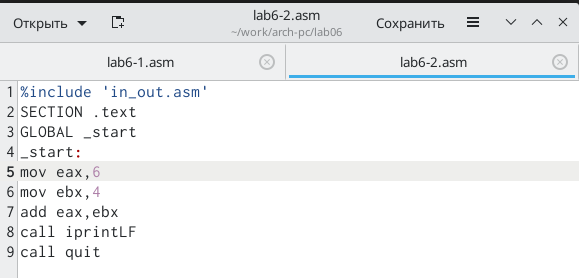 Открыть
lab6-2.asm
~/work/arch-pc/lab06
Сохранить
lab6-1.asm
lab6-2.asm
1 %include 'in_out.asm'
2 SECTION .text
3 GLOBAL _start
4 _start:
5 mov eax,6
6 mov ebx,4
7 add eax,ebx
8 call iprintLF
9 call quit